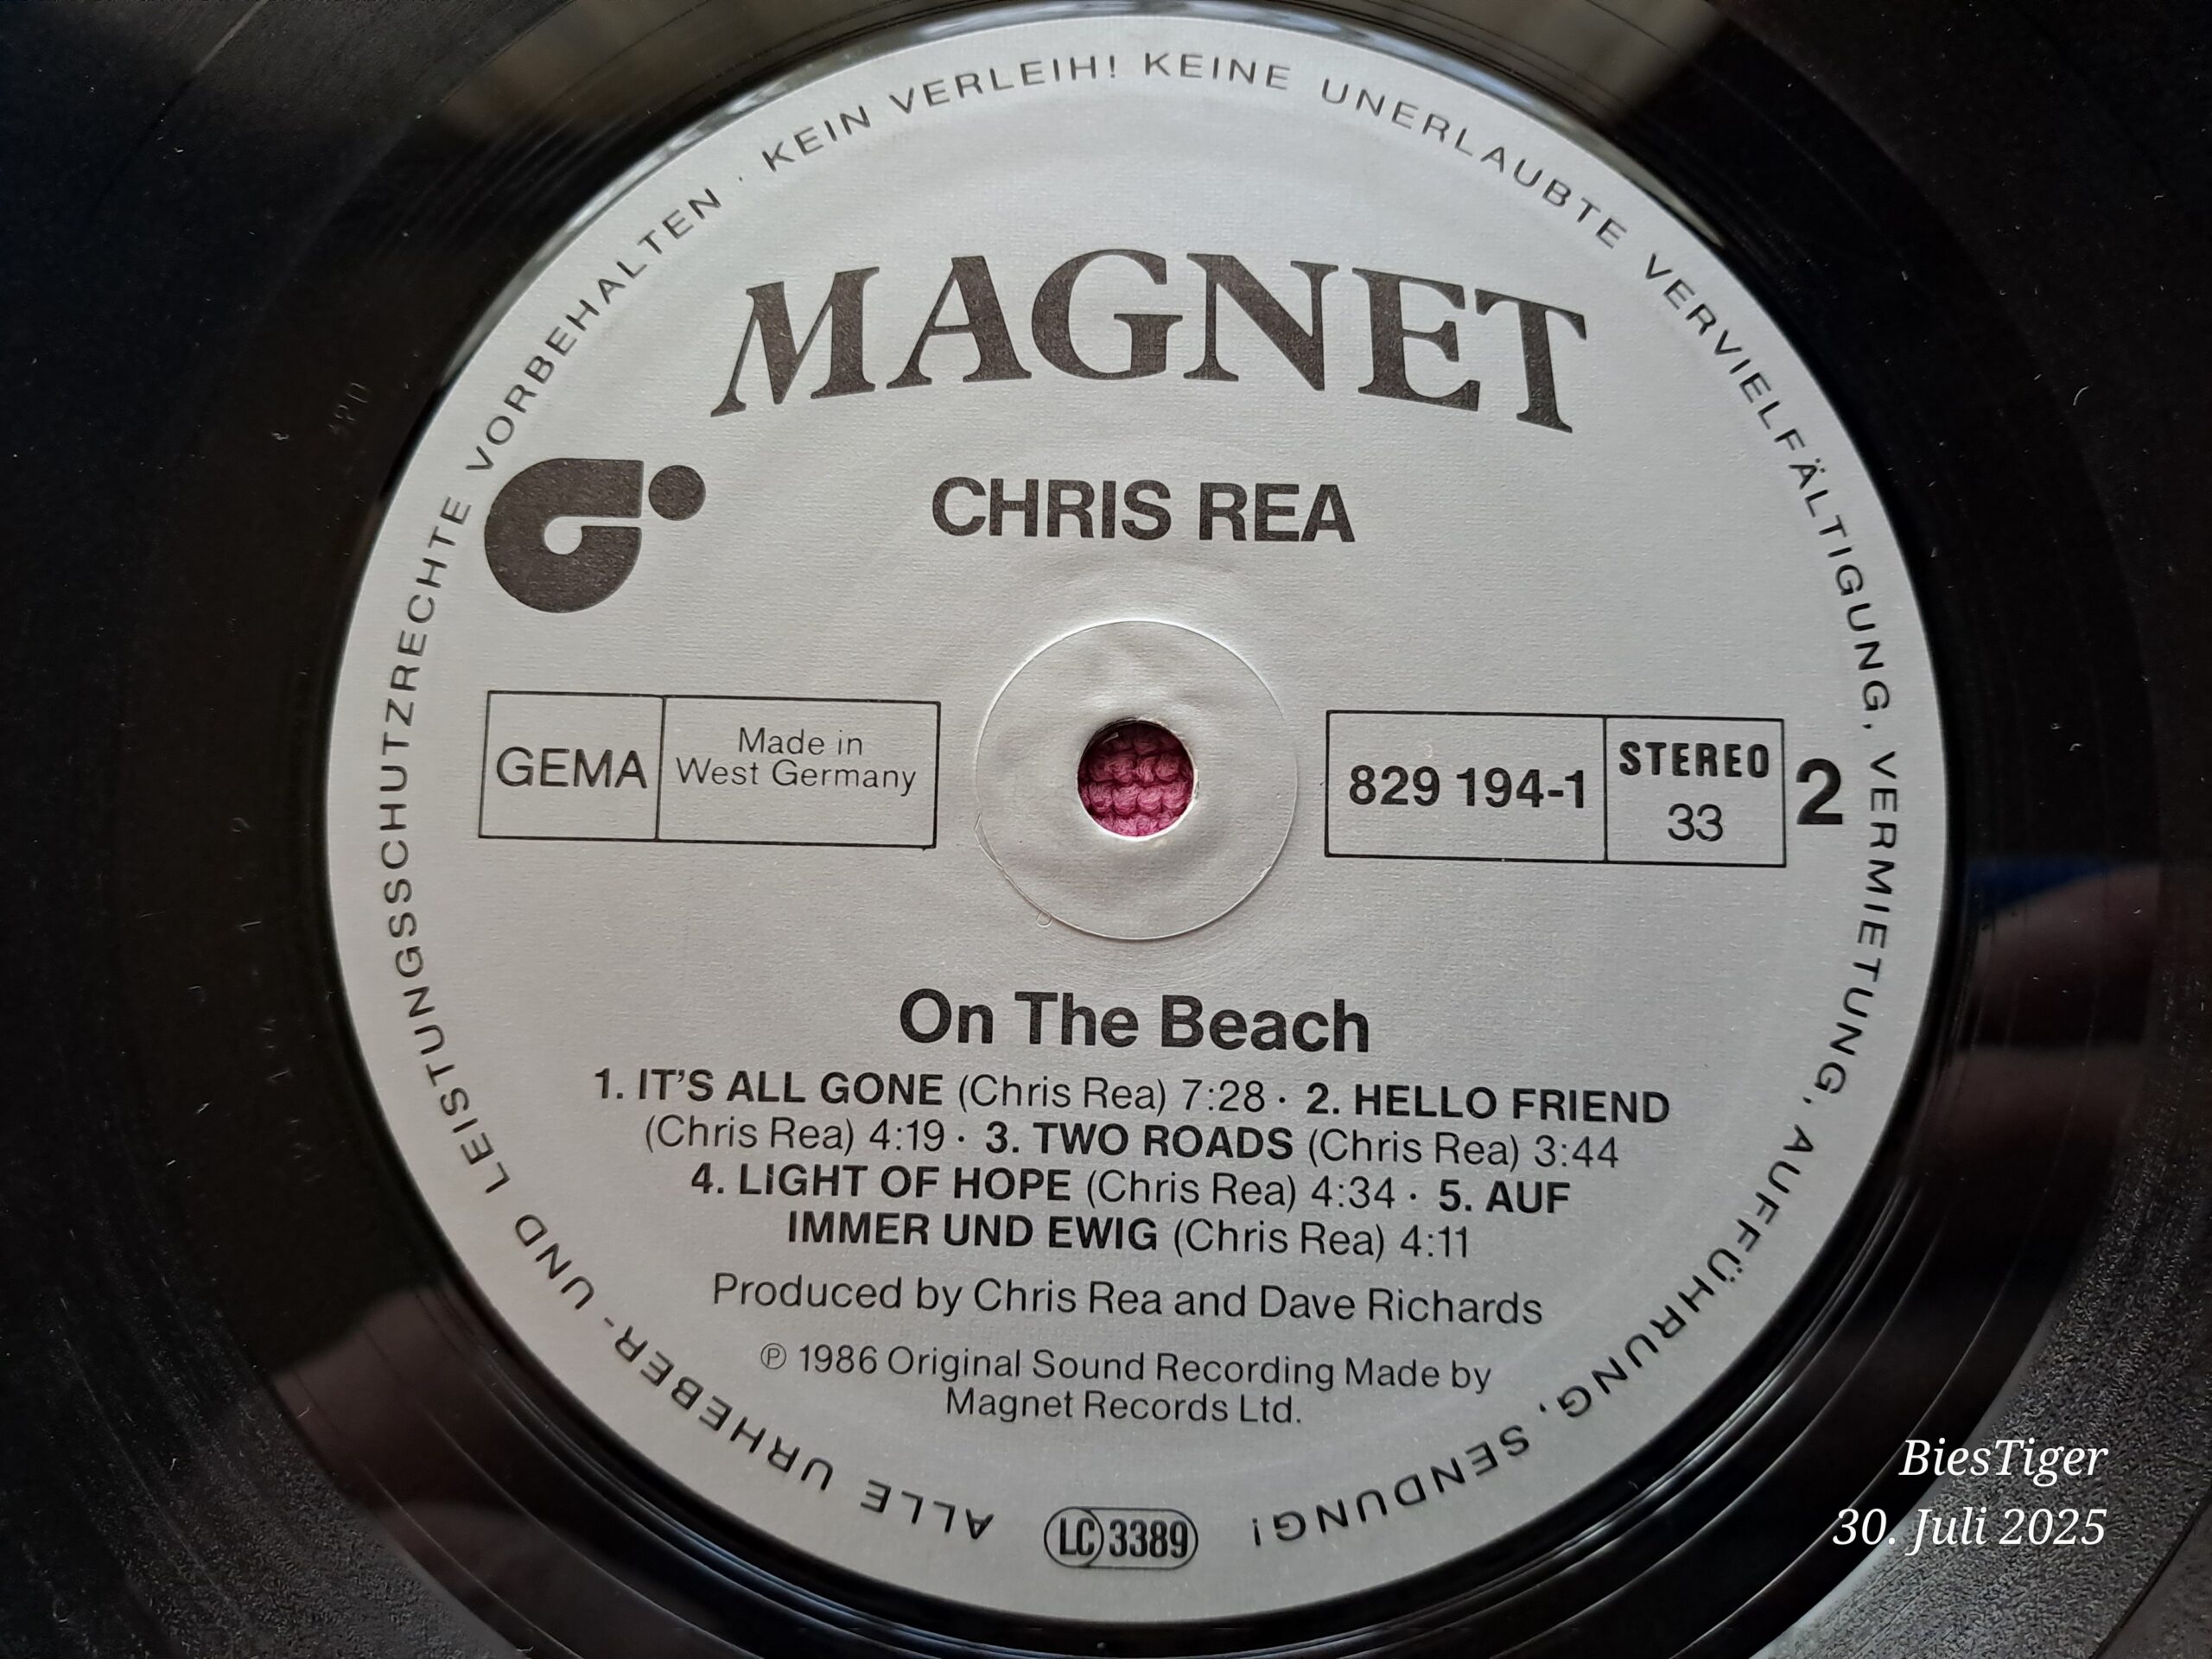 ALLE URHEBER- UND LEISTUNGSSCHUTZRECHTE VORBEHALTEN · KEIN VERLEIH! KEINE UNERLAUBTE VERVIELFÄLTIGUNG, VERMIETUNG, AUFFÜHRUNG, SENDUNG!
MAGNET
CHRIS REA
GEMA
Made in
West Germany
829 194-1
STEREO
33
2
On The Beach
1. IT'S ALL GONE (Chris Rea) 7:28 · 2. HELLO FRIEND
(Chris Rea) 4:19 · 3. TWO ROADS (Chris Rea) 3:44
4. LIGHT OF HOPE (Chris Rea) 4:34 · 5. AUF
IMMER UND EWIG (Chris Rea) 4:11
Produced by Chris Rea and Dave Richards
℗ 1986 Original Sound Recording Made by
Magnet Records Ltd.
LC 3389
BiesTiger
30. Juli 2025